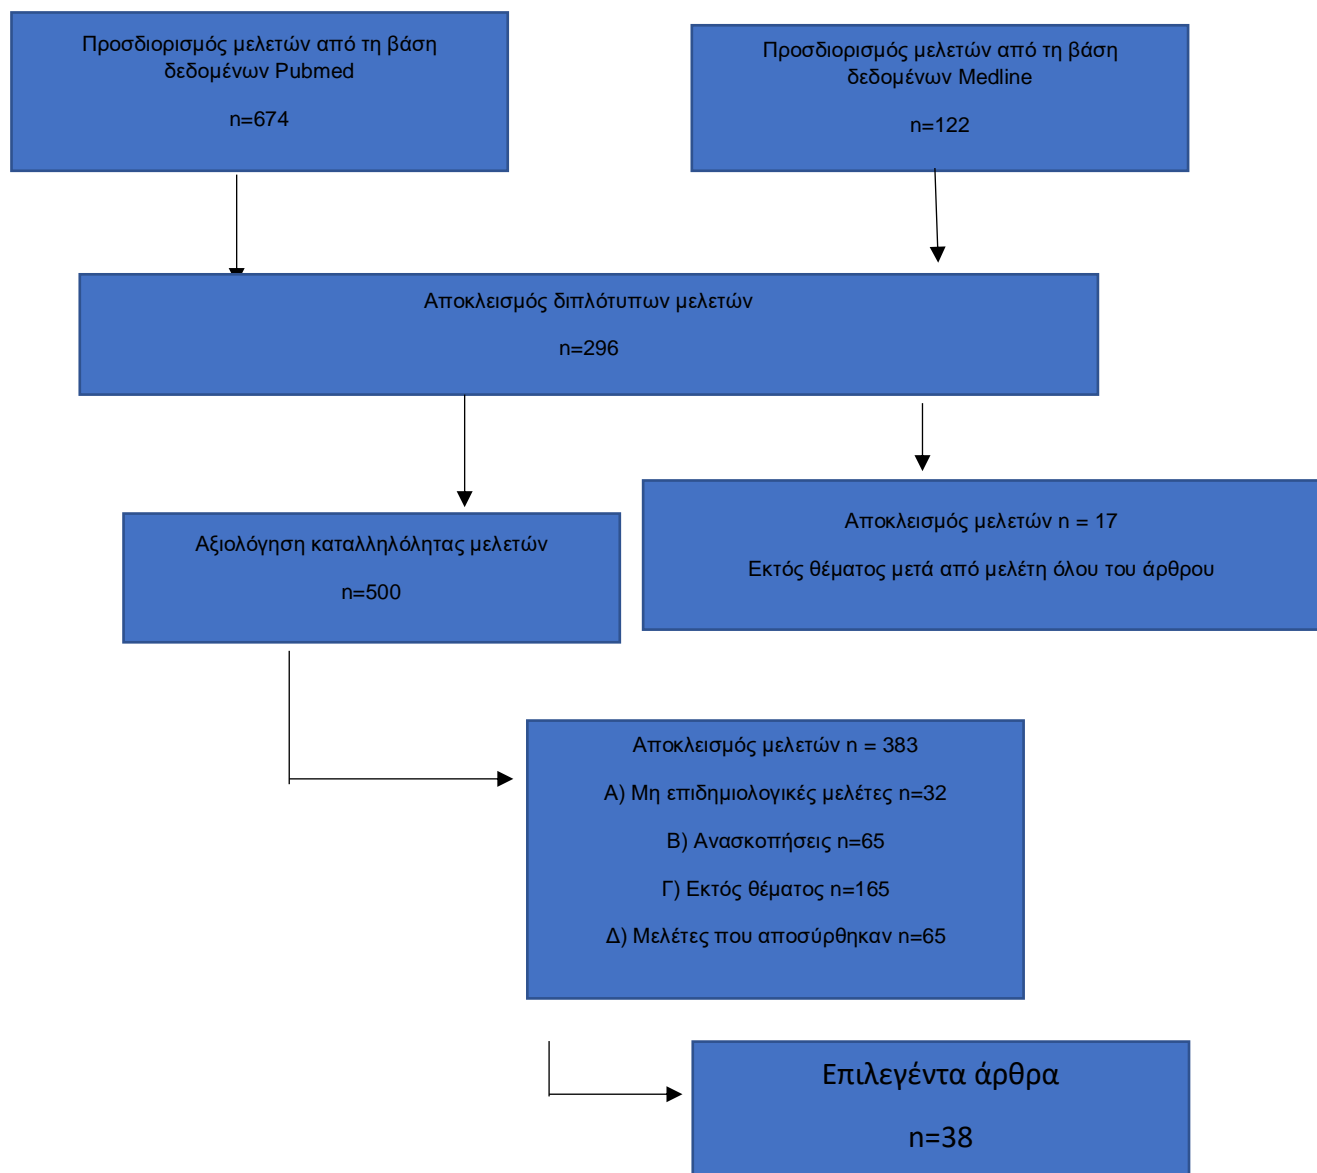 Προσδιορισμός μελετών από τη βάση
δεδομένων Pubmed
n=674
Προσδιορισμός μελετών από τη βάση
δεδομένων Medline
n=122
Αποκλεισμός διπλότυπων μελετών
n=296
Αξιολόγηση καταλληλόλητας μελετών
n=500
Αποκλεισμός μελετών n = 17
Εκτός θέματος μετά από μελέτη όλου του άρθρου
Αποκλεισμός μελετών n = 383
Α) Μη επιδημιολογικές μελέτες n=32
Β) Ανασκοπήσεις n=65
Γ) Εκτός θέματος n=165
Δ) Μελέτες που αποσύρθηκαν n=65
Επιλεγέντα άρθρα
n=38